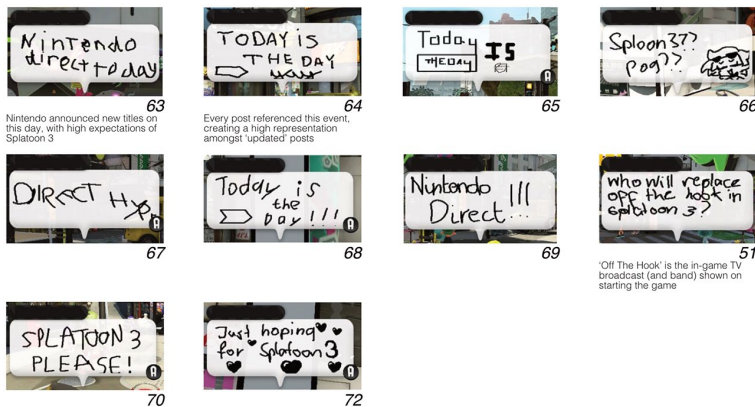 Nintendo
direct today
63
Nintendo announced new titles on
this day, with high expectations of
Splatoon 3
TODAY iS
THE DAY
64
Every post referenced this event,
creating a high representation
amongst 'updated' posts
Today IS
THE DAY
A
65
Sploon 3??
pog??
66
DIRECT HYPE
A
67
Today is
the
Day !!!
A
68
Nintendo
Direct!!!
69
who will replace
off the hook in
splatoon 3?
51
'Off The Hook' is the in-game TV
broadcast (and band) shown on
starting the game
SPLATOON 3
PLEASE!
A
70
Just hoping
for Splatoon 3
A
72